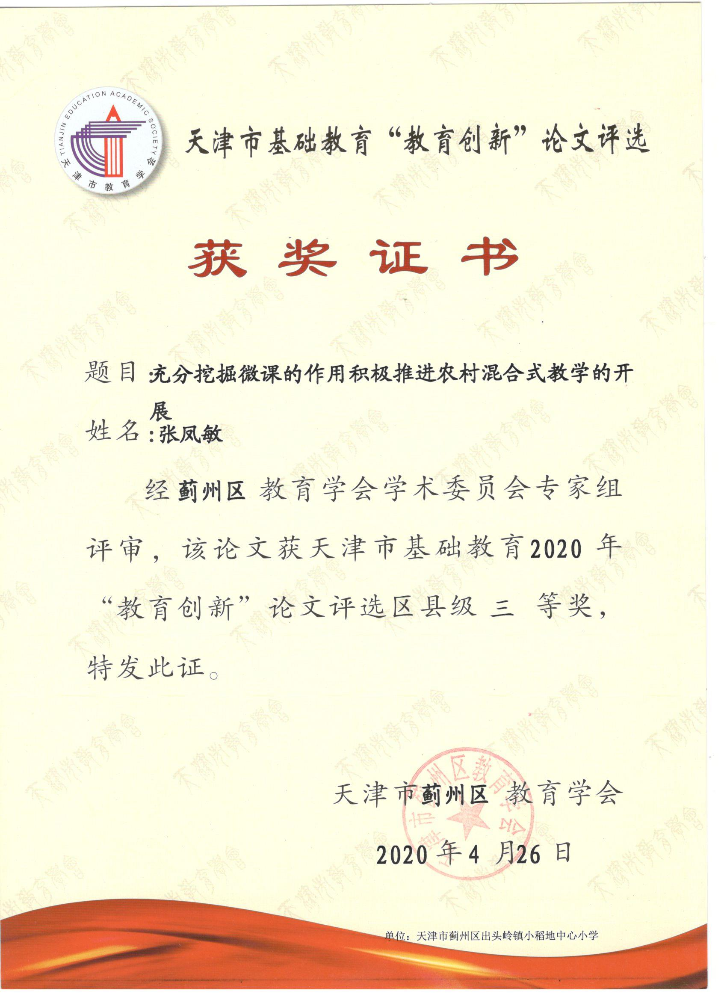 TIANJIN EDUCATION ACADEMIC SOCIETY
天津市教育学会
天津市基础教育“教育创新”论文评选
获奖证书
题目:充分挖掘微课的作用积极推进农村混合式教学的开
展
姓名:张凤敏
经蓟州区 教育学会学术委员会专家组
评审，该论文获天津市基础教育2020 年
“教育创新”论文评选区县级 三 等奖，
特发此证。
天津市蓟州区 教育学会
天津市蓟州区教育学会
2020 年 4 月26 日
单位：天津市蓟州区出头岭镇小稻地中心小学